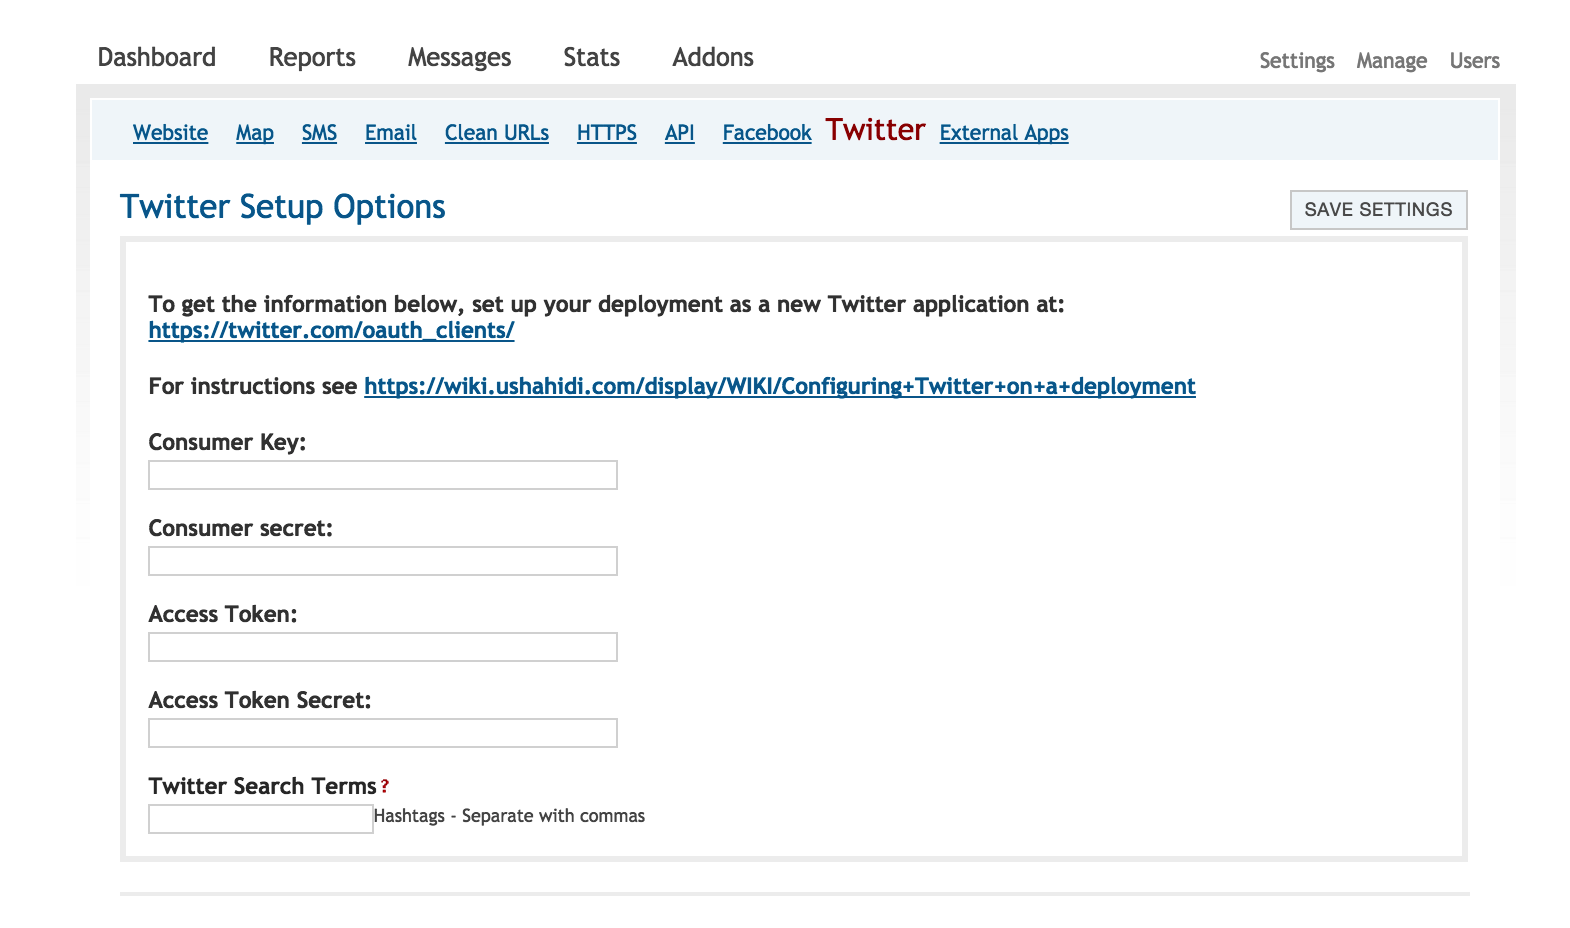 Dashboard Reports Messages Stats Addons Settings Manage Users
Website Map SMS Email Clean URLs HTTPS API Facebook Twitter External Apps
Twitter Setup Options
SAVE SETTINGS
To get the information below, set up your deployment as a new Twitter application at:
https://twitter.com/oauth_clients/
For instructions see https://wiki.ushahidi.com/display/WIKI/Configuring+Twitter+on+a+deployment
Consumer Key:
Consumer secret:
Access Token:
Access Token Secret:
Twitter Search Terms ?
Hashtags - Separate with commas